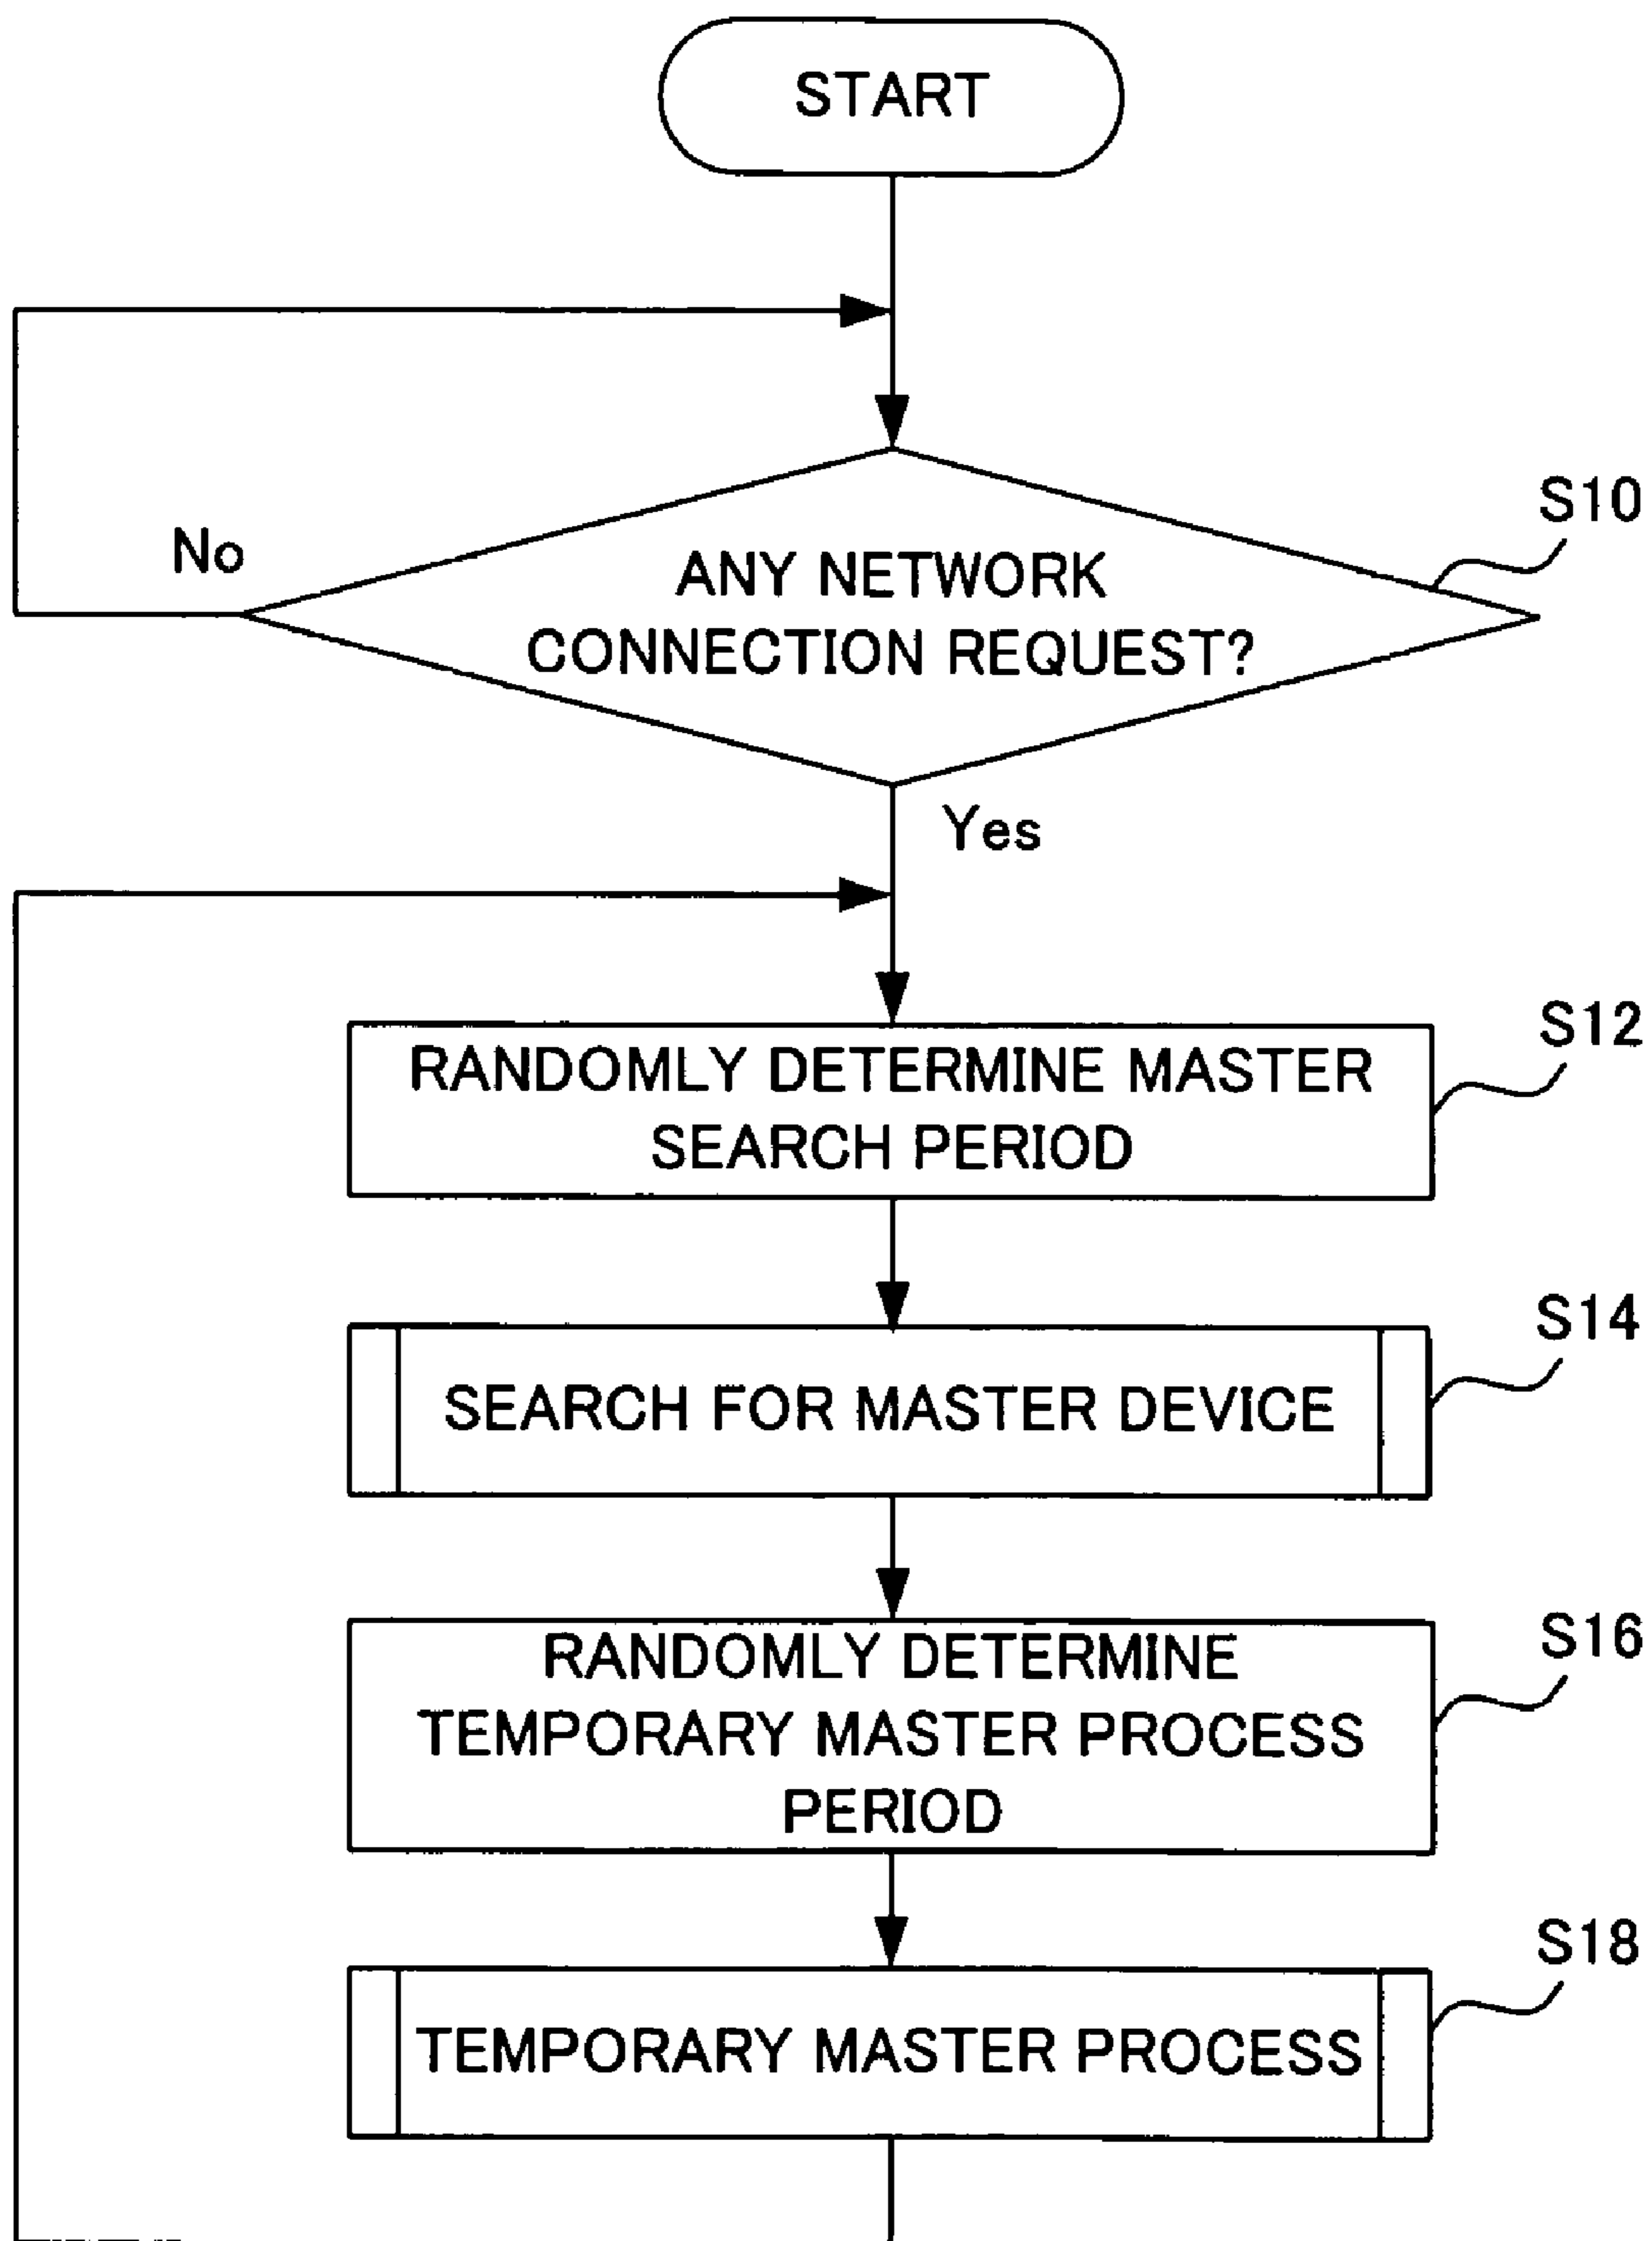 START
S10
No
ANY NETWORK
CONNECTION REQUEST?
Yes
S12
RANDOMLY DETERMINE MASTER
SEARCH PERIOD
S14
SEARCH FOR MASTER DEVICE
S16
RANDOMLY DETERMINE
TEMPORARY MASTER PROCESS
PERIOD
S18
TEMPORARY MASTER PROCESS